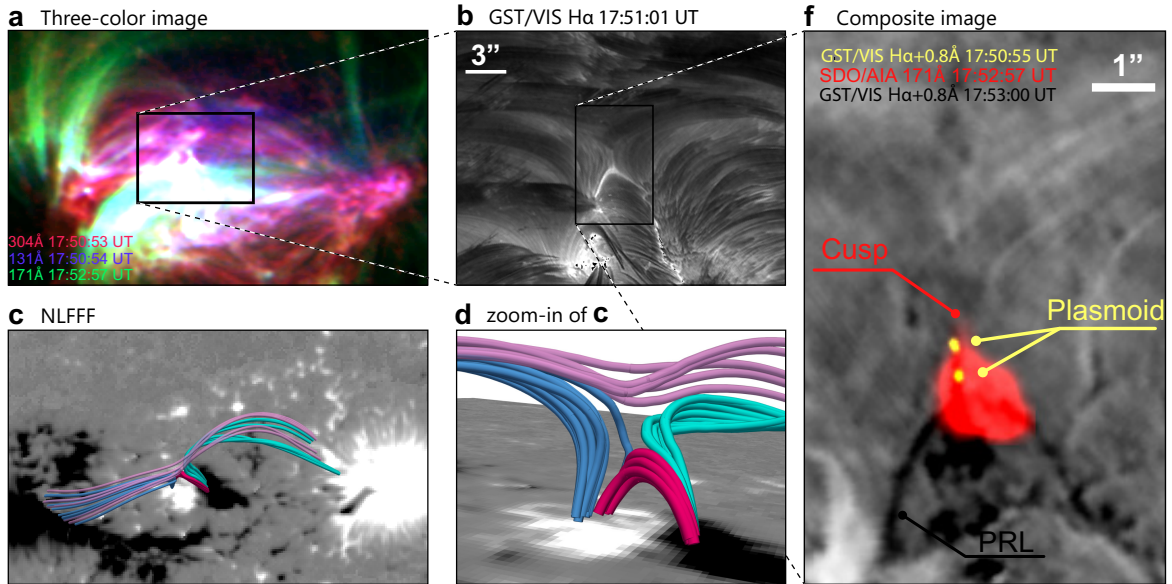 a Three-color image
304Å 17:50:53 UT
131Å 17:50:54 UT
171Å 17:52:57 UT
b GST/VIS Hα 17:51:01 UT
3”
c NLFFF
d zoom-in of c
f Composite image
GST/VIS Hα+0.8Å 17:50:55 UT
SDO/AIA 171Å 17:52:57 UT
GST/VIS Hα+0.8Å 17:53:00 UT
1”
Cusp
Plasmoid
PRL